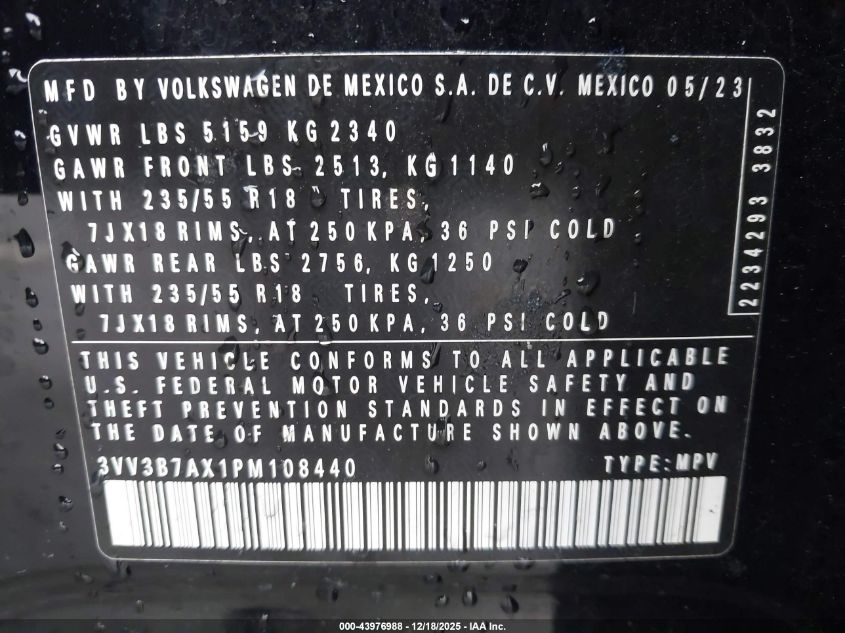 MFD BY VOLKSWAGEN DE MEXICO S.A. DE C.V. MEXICO 05/23
GVWR LBS 5159 KG 2340
GAWR FRONT LBS 2513, KG 1140
WITH 235/55 R18 TIRES,
7JX18 RIMS, AT 250 KPA, 36 PSI COLD
GAWR REAR LBS 2756, KG 1250
WITH 235/55 R18 TIRES,
7JX18 RIMS, AT 250 KPA, 36 PSI COLD
2234293 3832
THIS VEHICLE CONFORMS TO ALL APPLICABLE
U.S. FEDERAL MOTOR VEHICLE SAFETY AND
THEFT PREVENTION STANDARDS IN EFFECT ON
THE DATE OF MANUFACTURE SHOWN ABOVE.
3VV3B7AX1PM108440 TYPE: MPV
000-43976988 - 12/18/2025 - IAA Inc.